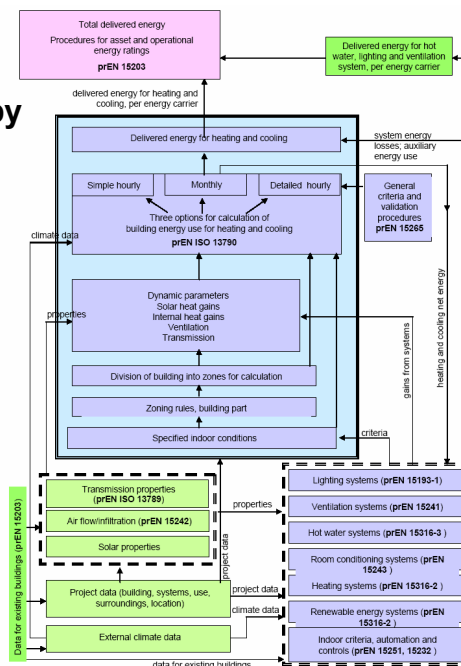 Total delivered energy
Procedures for asset and operational
energy ratings
prEN 15203
Delivered energy for hot
water, lighting and ventilation
system, per energy carrier
delivered energy for heating and
cooling, per energy carrier
by
Delivered energy for heating and cooling
system energy
losses; auxiliary
energy use
Simple hourly
Monthly
Detailed hourly
Three options for calculation of
building energy use for heating and cooling
prEN ISO 13790
General
criteria and
validation
procedures
prEN 15265
climate data
Dynamic parameters
Solar heat gains
Internal heat gains
Ventilation
Transmission
properties
gains from systems
heating and cooling net energy
Division of building into zones for calculation
Zoning rules, building part
Specified indoor conditions
criteria
Transmission properties
(prEN ISO 13789)
Air flow/infiltration (prEN 15242)
Solar properties
properties
project data
Lighting systems (prEN 15193-1)
Ventilation systems (prEN 15241)
Hot water systems (prEN 15316-3 )
Room conditioning systems (prEN
15243)
Heating systems (prEN 15316-2 )
Renewable energy systems (prEN
15316-2 )
Indoor criteria, automation and
controls (prEN 15251, 15232 )
Data for existing buildings (prEN 15203)
Project data (building, systems, use,
surroundings, location)
project data
climate data
External climate data
data for existing buildings